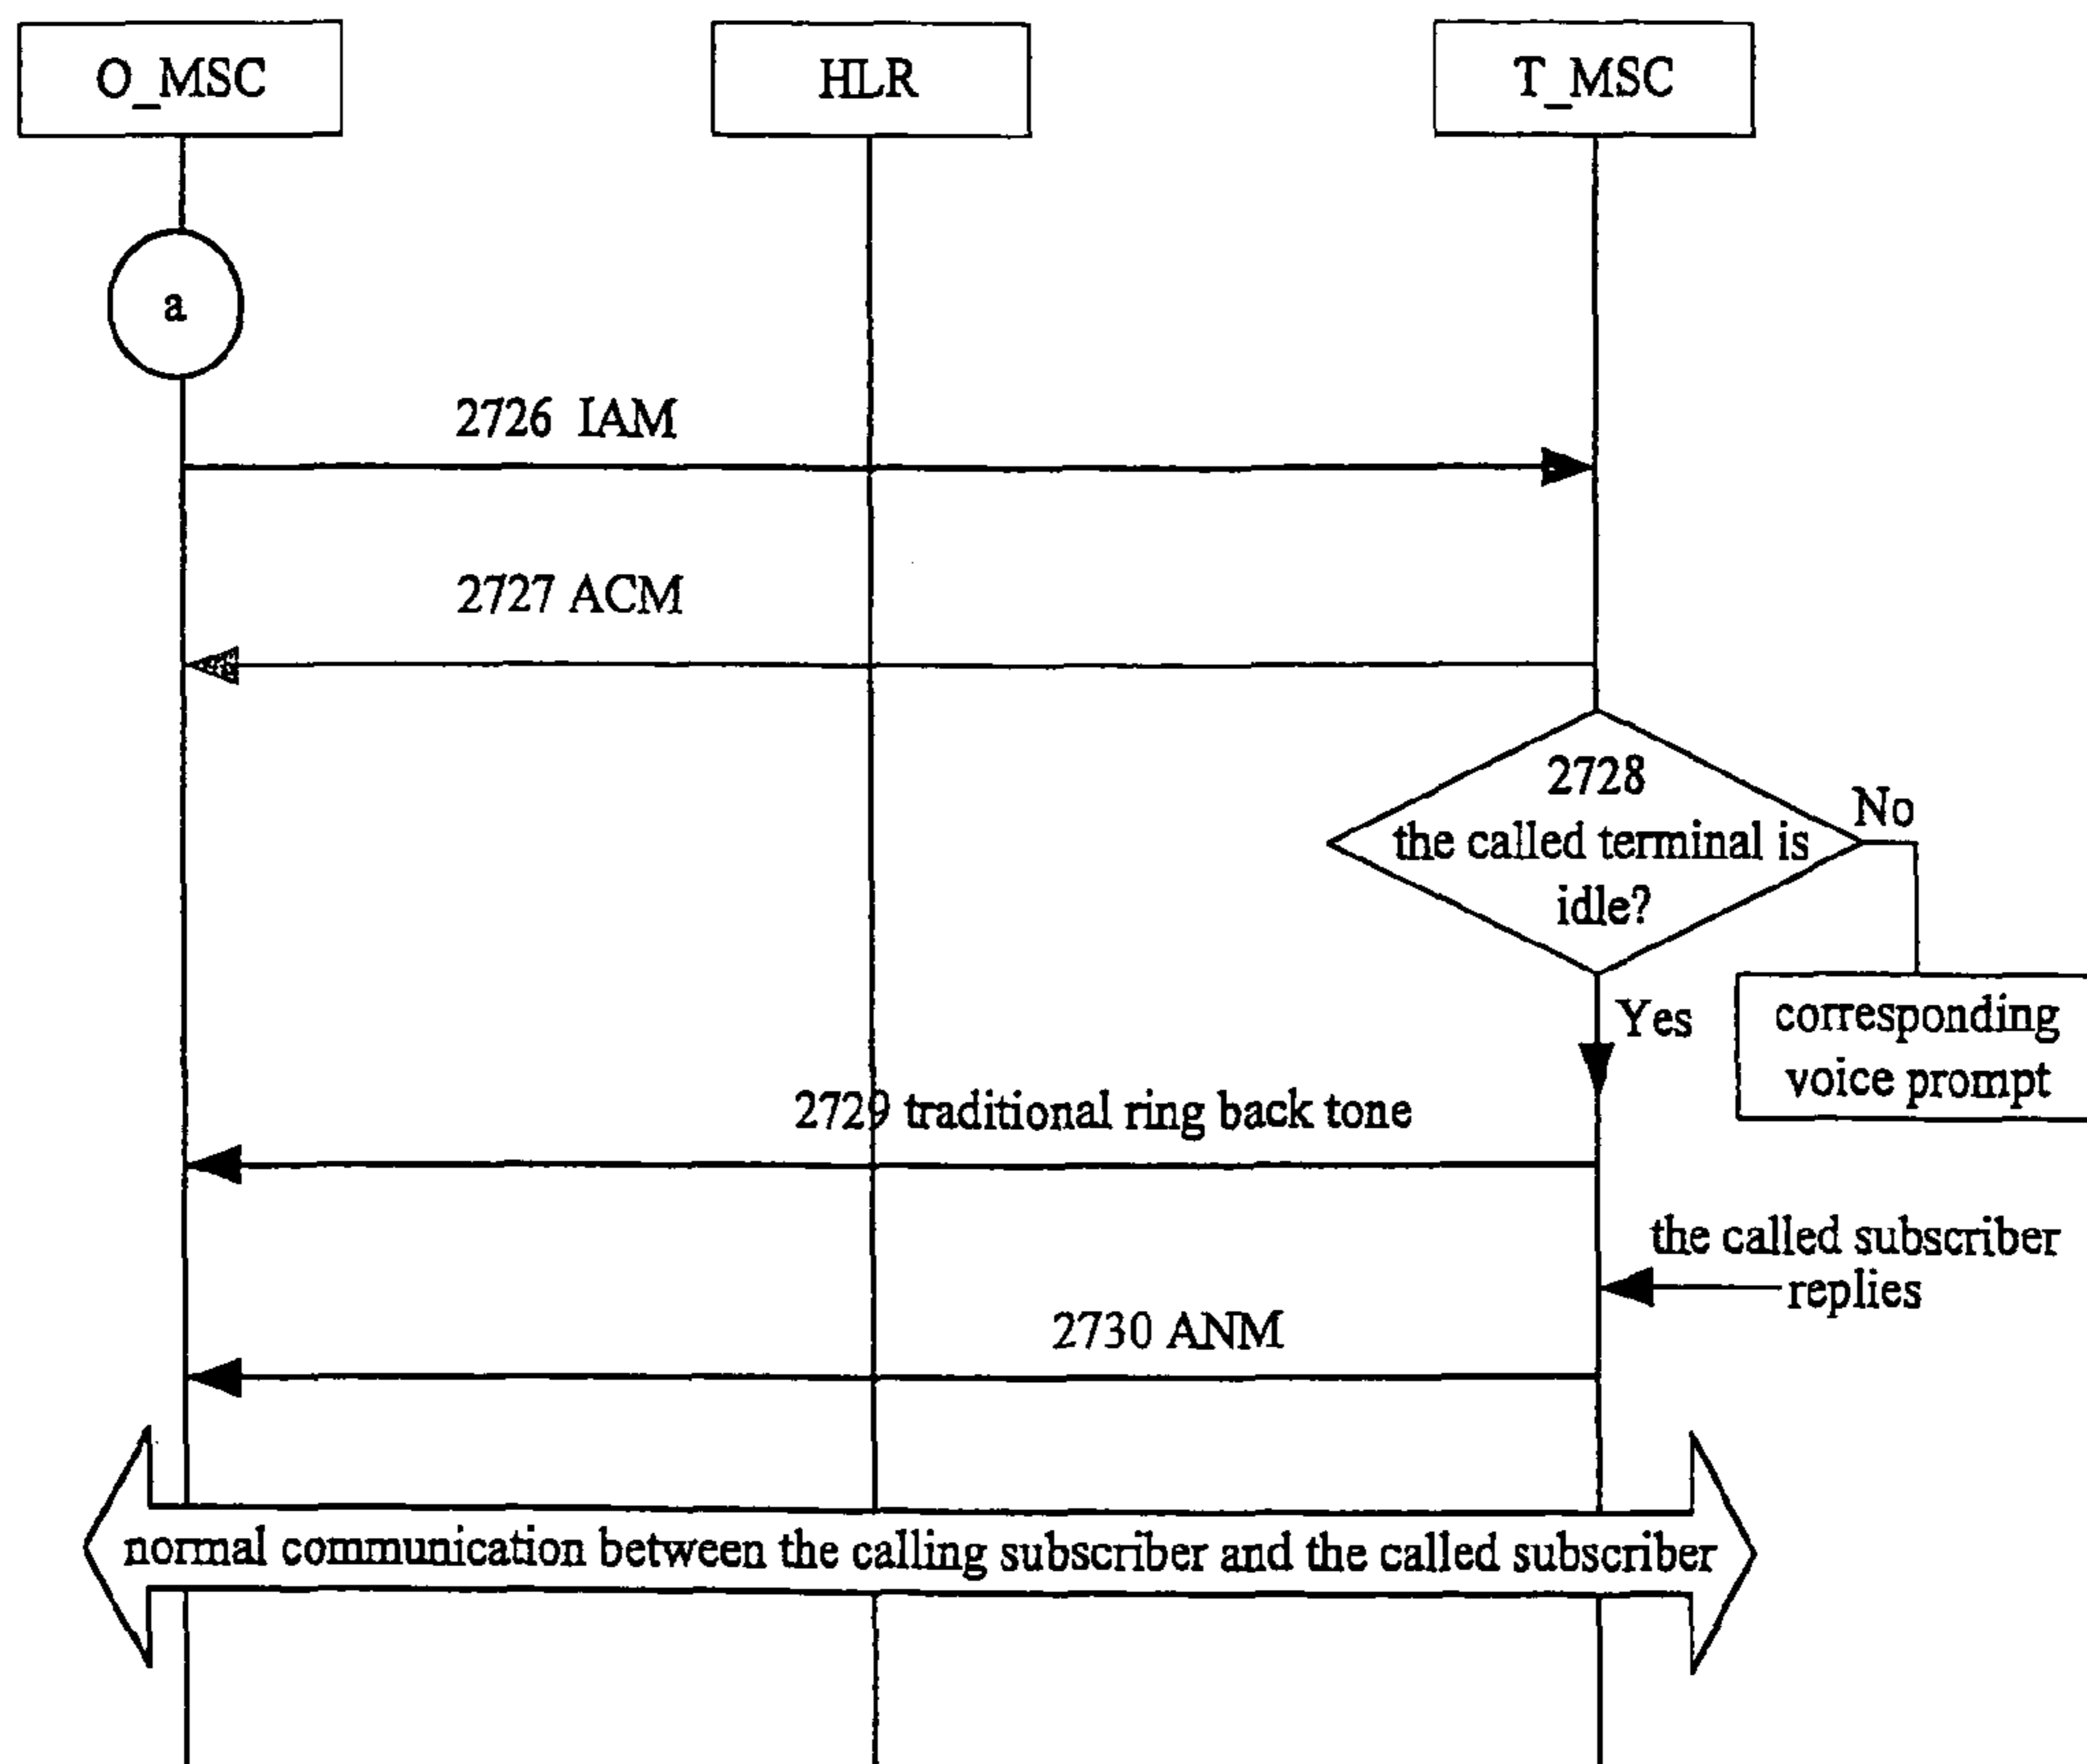 O_MSC
HLR
T_MSC
a
2726 IAM
2727 ACM
2728
the called terminal is
idle?
No
Yes
corresponding
voice prompt
2729 traditional ring back tone
the called subscriber
replies
2730 ANM
normal communication between the calling subscriber and the called subscriber